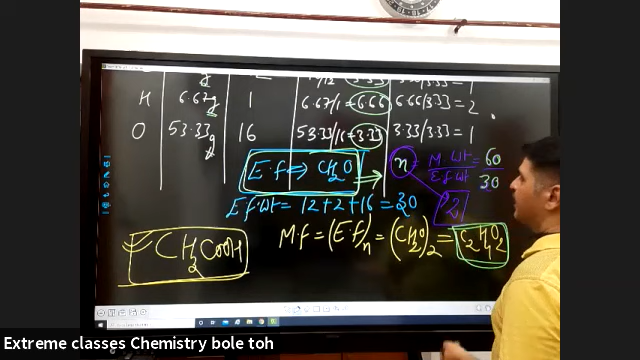 = 1
H 6.67g 1 6.67/1 = 6.66 6.66/3.33 = 2
O 53.33g 16 53.33/16 = 3.33 3.33/3.33 = 1
E.f ⇒ CH₂O → n = M.wt/E.f wt = 60/30
2
E.f.wt = 12 + 2 + 16 = 30
M.f = (E.f)n = (CH₂O)₂ = C₂H₄O₂
CH₃COOH
Extreme classes Chemistry bole toh